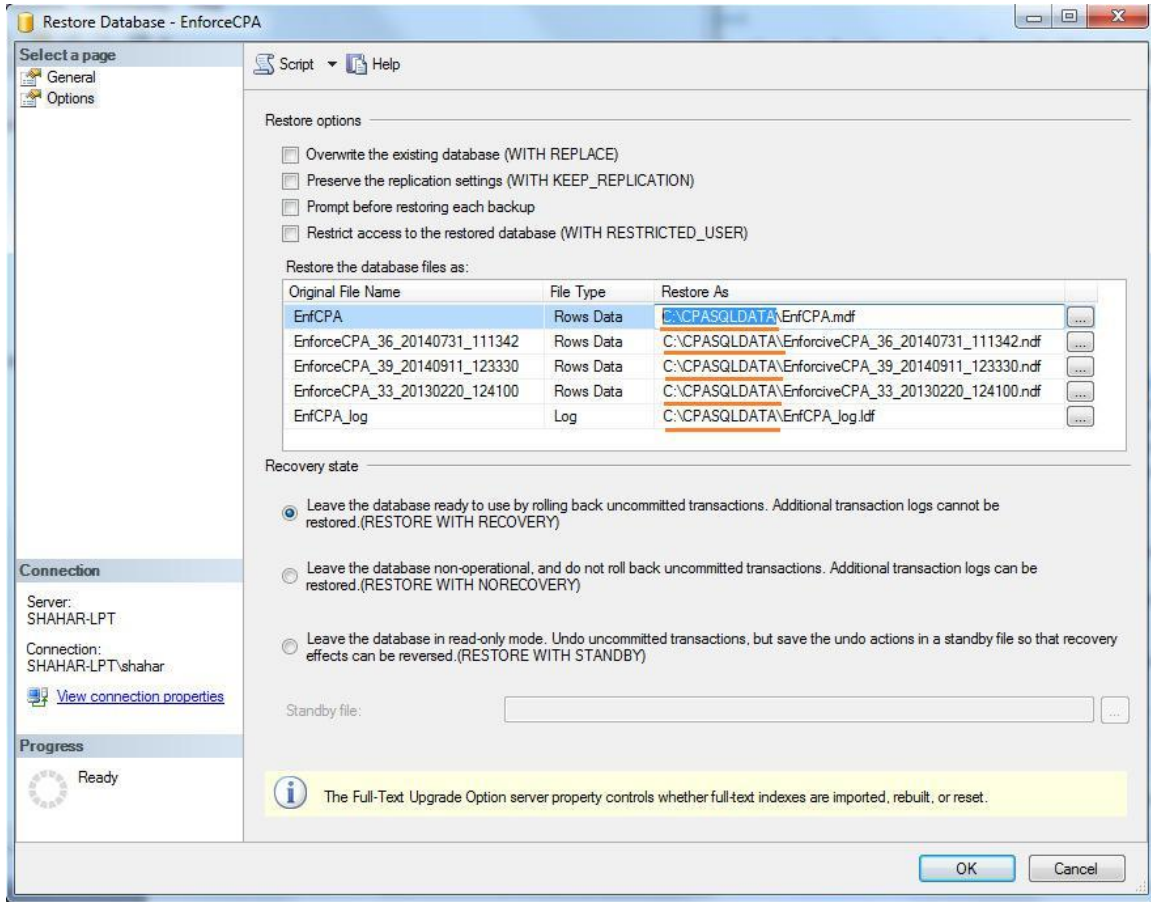 Restore Database - EnforceCPA
Select a page
General
Options
Script
Help
Restore options
Overwrite the existing database (WITH REPLACE)
Preserve the replication settings (WITH KEEP_REPLICATION)
Prompt before restoring each backup
Restrict access to the restored database (WITH RESTRICTED_USER)
Restore the database files as:
Original File Name File Type Restore As
EnfCPA Rows Data C:\CPASQLDATA\EnfCPA.mdf ...
EnforceCPA_36_20140731_111342 Rows Data C:\CPASQLDATA\EnforciveCPA_36_20140731_111342.ndf ...
EnforceCPA_39_20140911_123330 Rows Data C:\CPASQLDATA\EnforciveCPA_39_20140911_123330.ndf ...
EnforceCPA_33_20130220_124100 Rows Data C:\CPASQLDATA\EnforciveCPA_33_20130220_124100.ndf ...
EnfCPA_log Log C:\CPASQLDATA\EnfCPA_log.ldf ...
Recovery state
Leave the database ready to use by rolling back uncommitted transactions. Additional transaction logs cannot be
restored.(RESTORE WITH RECOVERY)
Leave the database non-operational, and do not roll back uncommitted transactions. Additional transaction logs can be
restored.(RESTORE WITH NORECOVERY)
Leave the database in read-only mode. Undo uncommitted transactions, but save the undo actions in a standby file so that recovery
effects can be reversed.(RESTORE WITH STANDBY)
Standby file: ...
Connection
Server:
SHAHAR-LPT
Connection:
SHAHAR-LPT\shahar
View connection properties
Progress
Ready
The Full-Text Upgrade Option server property controls whether full-text indexes are imported, rebuilt, or reset.
OK
Cancel